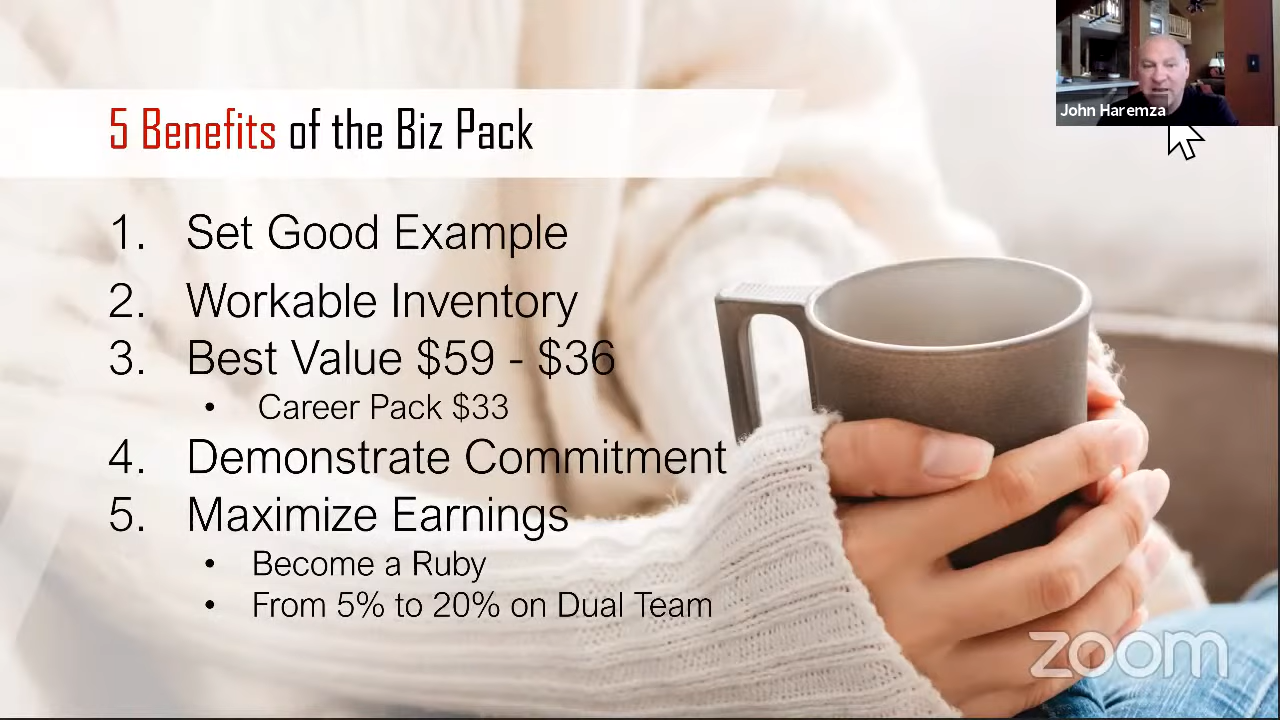 John Haremza
5 Benefits of the Biz Pack
1. Set Good Example
2. Workable Inventory
3. Best Value $59 - $36
• Career Pack $33
4. Demonstrate Commitment
5. Maximize Earnings
• Become a Ruby
• From 5% to 20% on Dual Team
zoom